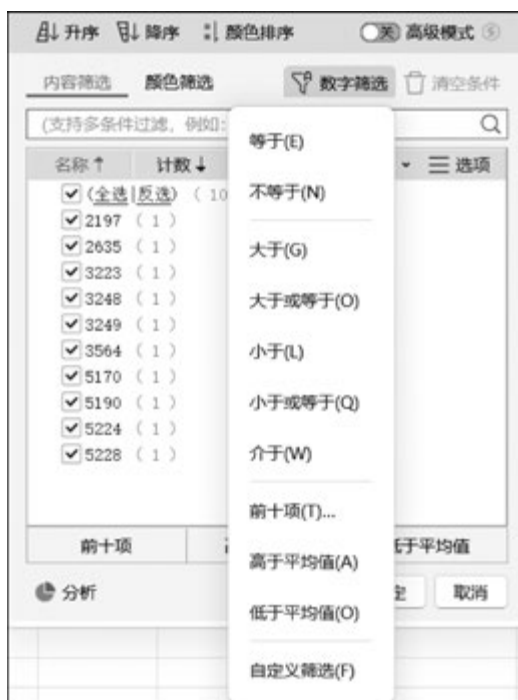 升序 降序 颜色排序 关 高级模式
内容筛选 颜色筛选 数字筛选 清空条件
(支持多条件过滤，例如：
名称↑ 计数↓ 选项
(全选|反选) ( 10
2197 ( 1 )
2635 ( 1 )
3223 ( 1 )
3248 ( 1 )
3249 ( 1 )
3564 ( 1 )
5170 ( 1 )
5190 ( 1 )
5224 ( 1 )
5228 ( 1 )
等于(E)
不等于(N)
大于(G)
大于或等于(O)
小于(L)
小于或等于(Q)
介于(W)
前十项(T)...
高于平均值(A)
低于平均值(O)
自定义筛选(F)
前十项 低于平均值
分析 取消